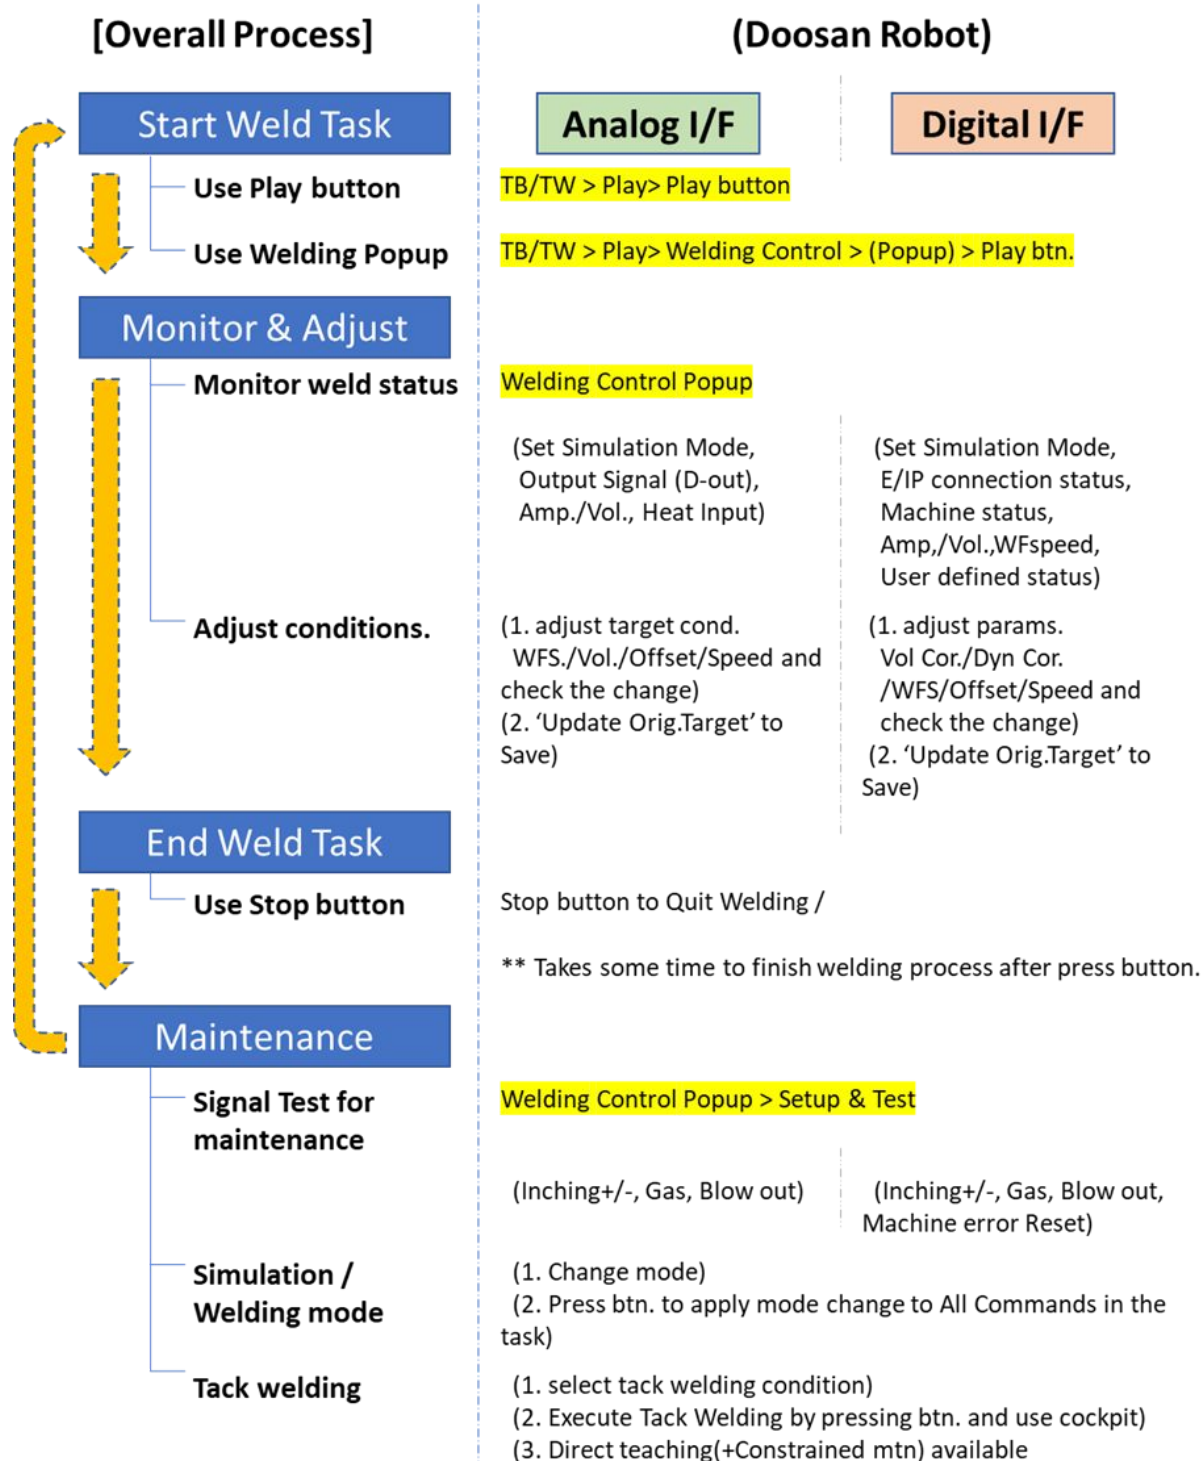 [Overall Process]
(Doosan Robot)
Start Weld Task
Analog I/F
Digital I/F
Use Play button
TB/TW > Play> Play button
Use Welding Popup
TB/TW > Play> Welding Control > (Popup) > Play btn.
Monitor & Adjust
Monitor weld status
Welding Control Popup
(Set Simulation Mode,
Output Signal (D-out),
Amp./Vol., Heat Input)
(Set Simulation Mode,
E/IP connection status,
Machine status,
Amp,/Vol.,WFspeed,
User defined status)
Adjust conditions.
(1. adjust target cond.
WFS./Vol./Offset/Speed and
check the change)
(2. ‘Update Orig.Target’ to
Save)
(1. adjust params.
Vol Cor./Dyn Cor.
/WFS/Offset/Speed and
check the change)
(2. ‘Update Orig.Target’ to
Save)
End Weld Task
Use Stop button
Stop button to Quit Welding /
** Takes some time to finish welding process after press button.
Maintenance
Signal Test for
maintenance
Welding Control Popup > Setup & Test
(Inching+/-, Gas, Blow out)
(Inching+/-, Gas, Blow out,
Machine error Reset)
Simulation /
Welding mode
(1. Change mode)
(2. Press btn. to apply mode change to All Commands in the
task)
Tack welding
(1. select tack welding condition)
(2. Execute Tack Welding by pressing btn. and use cockpit)
(3. Direct teaching(+Constrained mtn) available